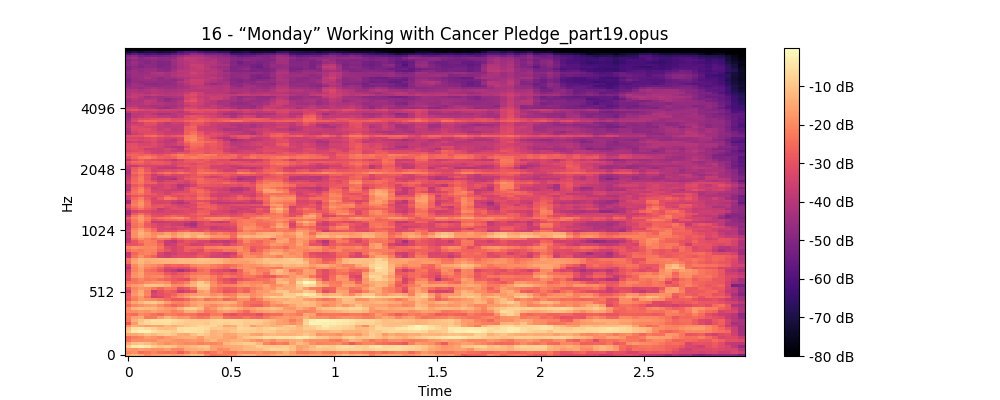 16 - “Monday” Working with Cancer Pledge_part19.opus
Hz
4096
2048
1024
512
0
0
0.5
1
1.5
2
2.5
Time
-10 dB
-20 dB
-30 dB
-40 dB
-50 dB
-60 dB
-70 dB
-80 dB